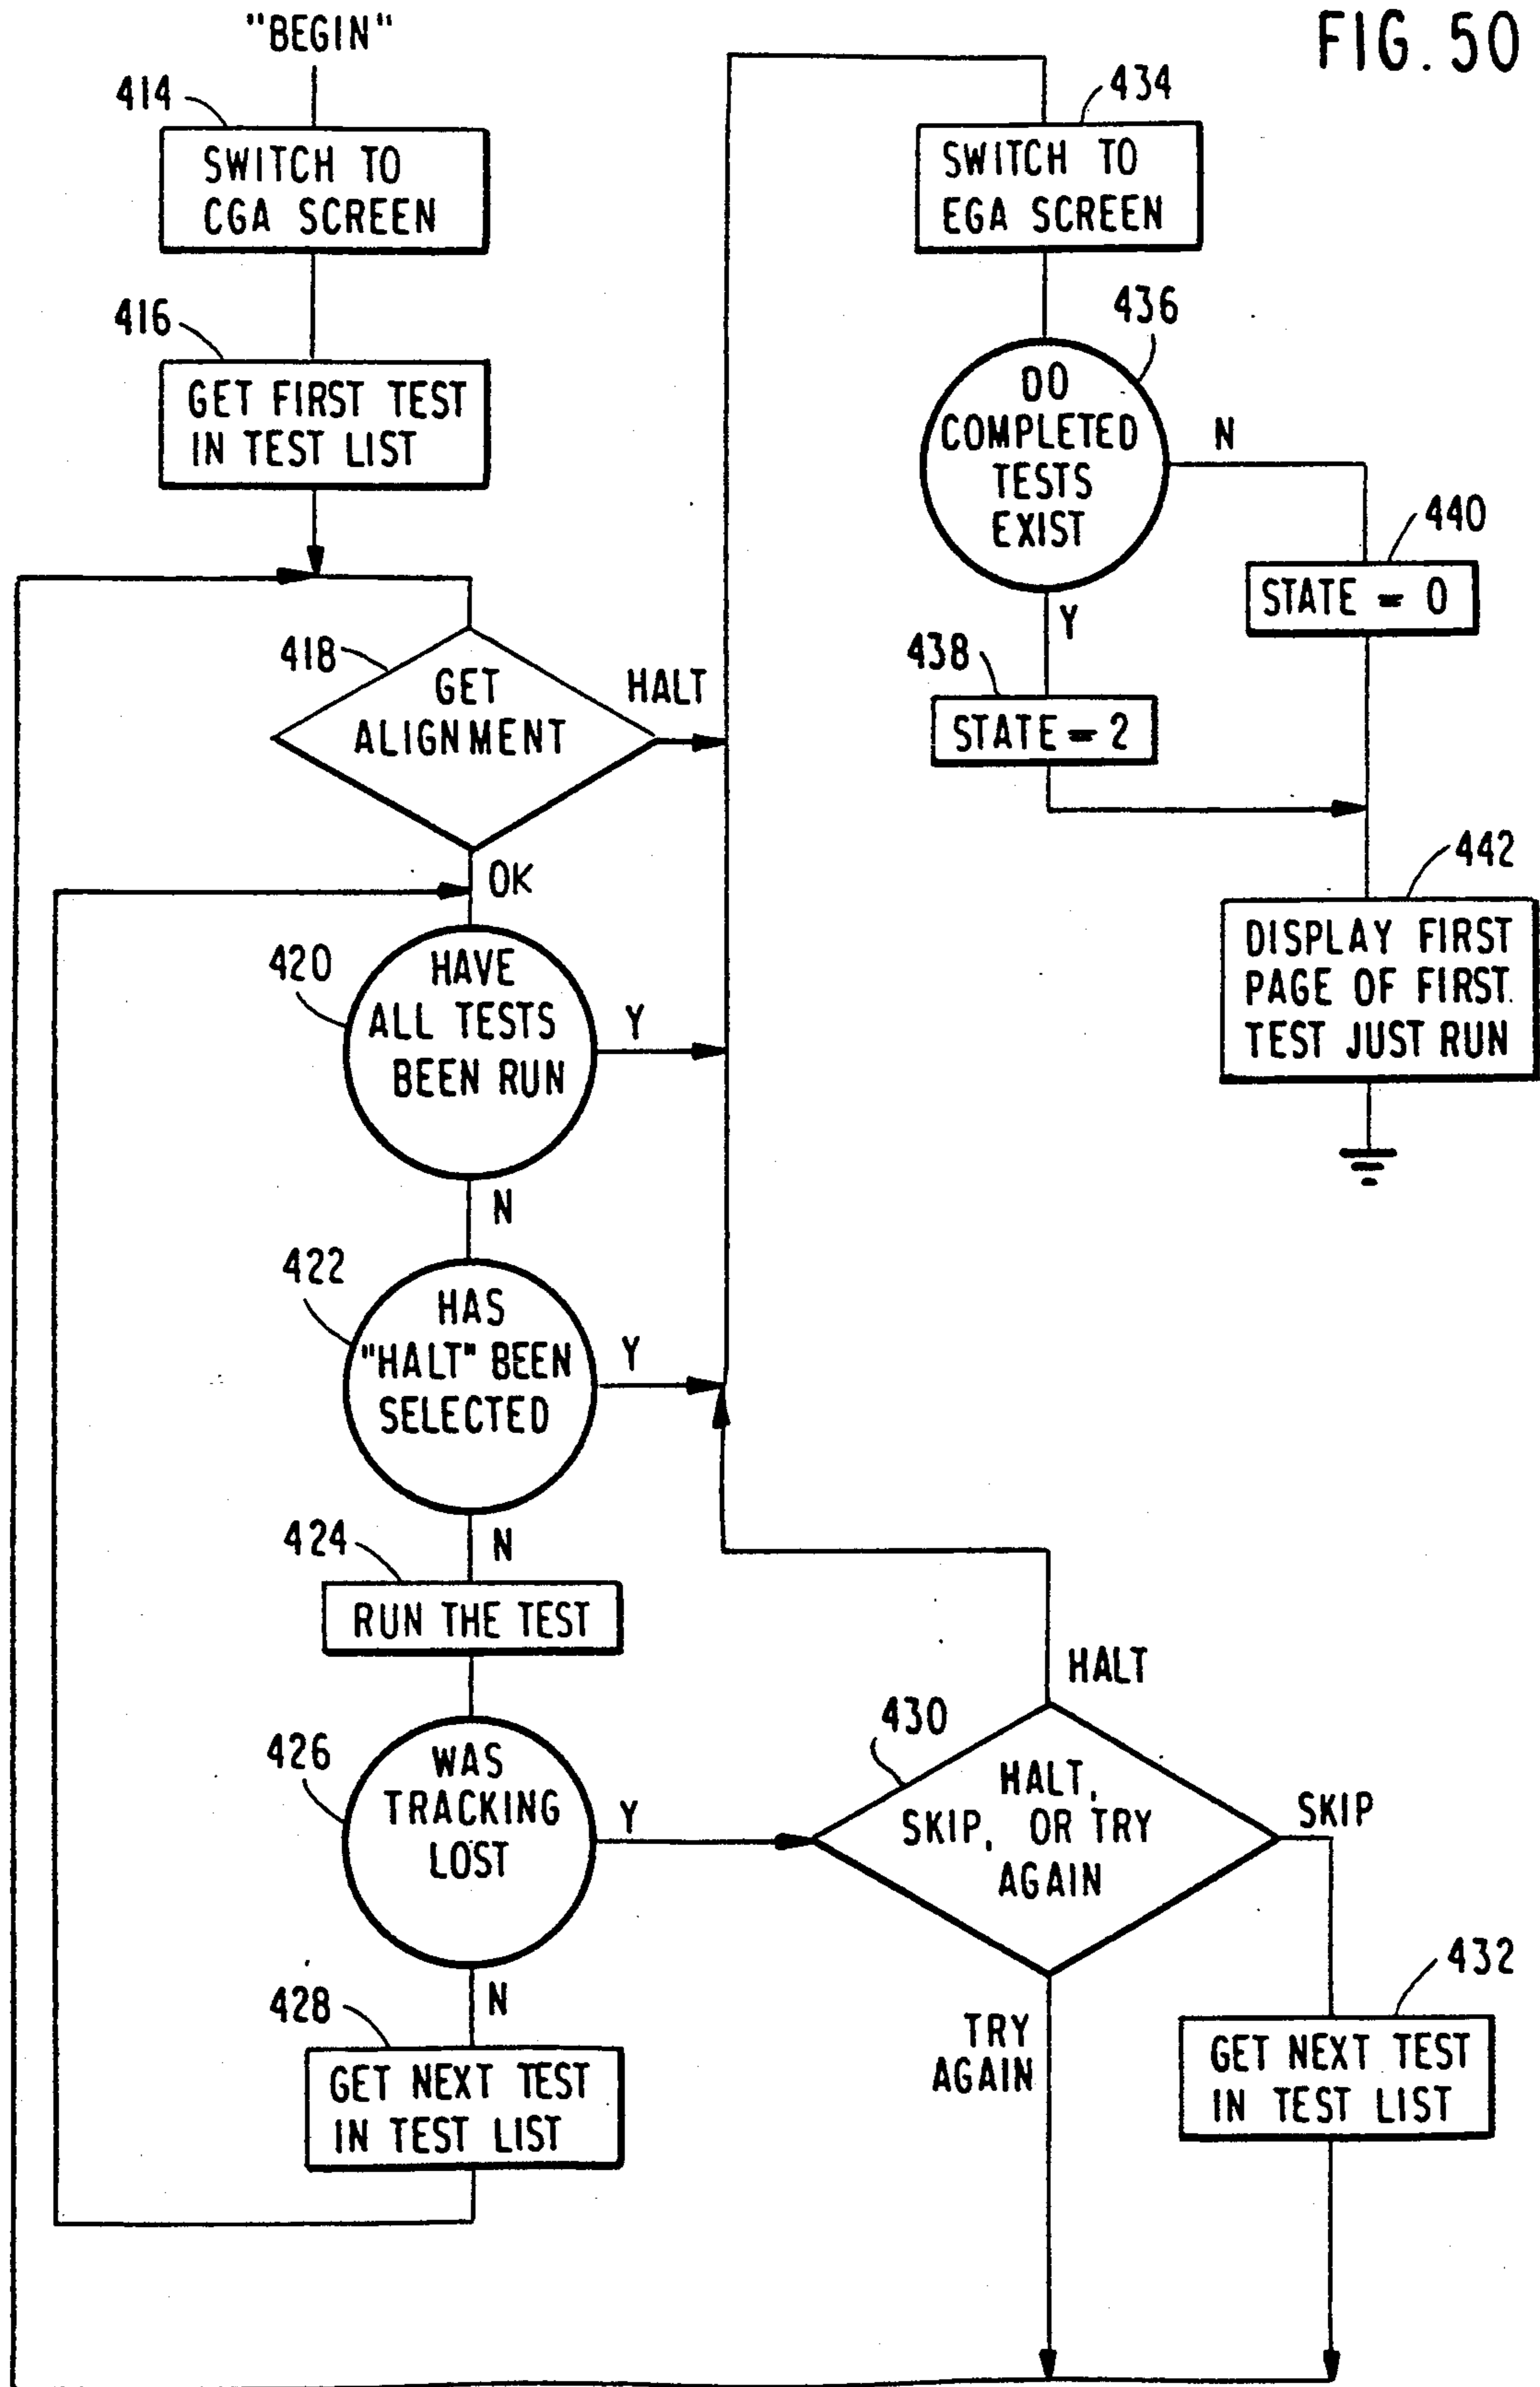 FIG. 50
"BEGIN"
414
SWITCH TO
CGA SCREEN
416
GET FIRST TEST
IN TEST LIST
418
GET
ALIGNMENT
HALT
OK
420
HAVE
ALL TESTS
BEEN RUN
Y
N
422
HAS
"HALT" BEEN
SELECTED
Y
N
424
RUN THE TEST
426
WAS
TRACKING
LOST
Y
N
428
GET NEXT TEST
IN TEST LIST
430
HALT,
SKIP, OR TRY
AGAIN
HALT
SKIP
TRY
AGAIN
432
GET NEXT TEST
IN TEST LIST
434
SWITCH TO
EGA SCREEN
436
DO
COMPLETED
TESTS
EXIST
N
Y
438
STATE = 2
440
STATE = 0
442
DISPLAY FIRST
PAGE OF FIRST
TEST JUST RUN